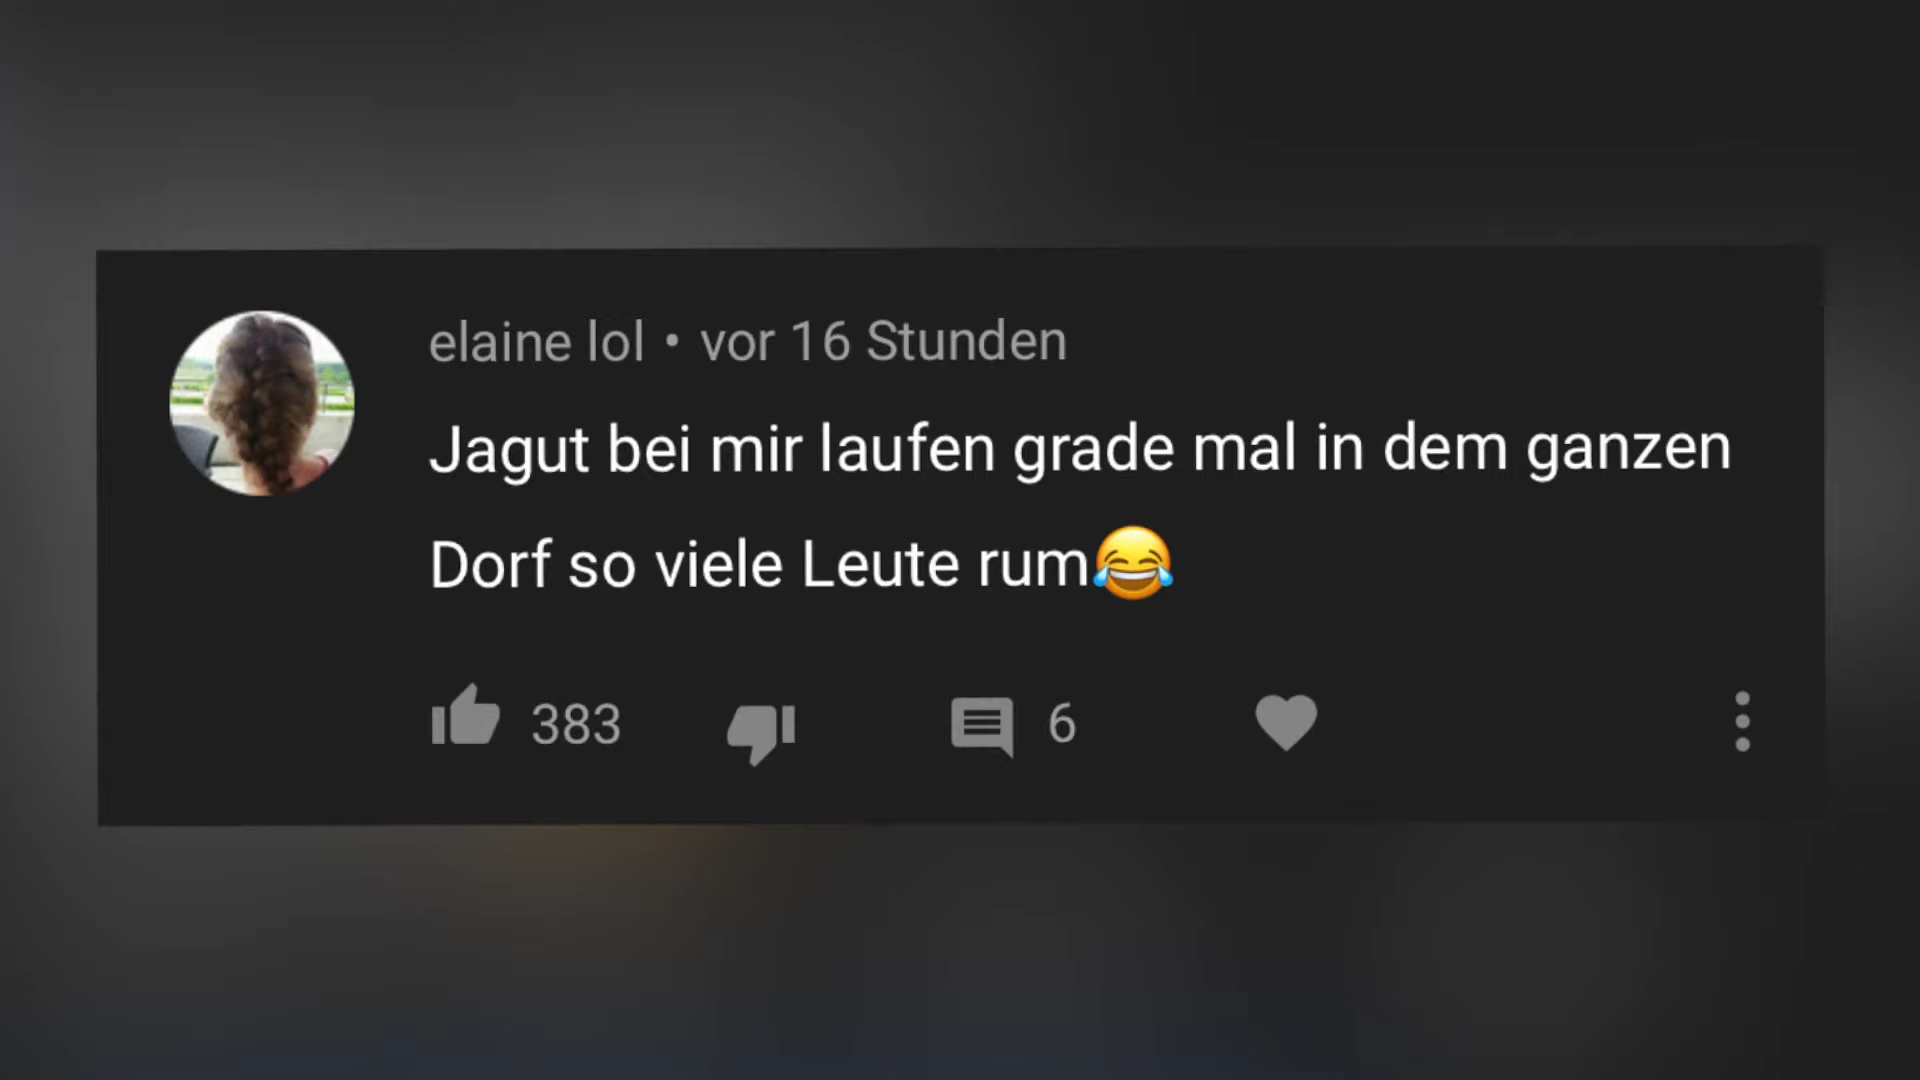 elaine lol • vor 16 Stunden
Jagut bei mir laufen grade mal in dem ganzen
Dorf so viele Leute rum😂
383 6